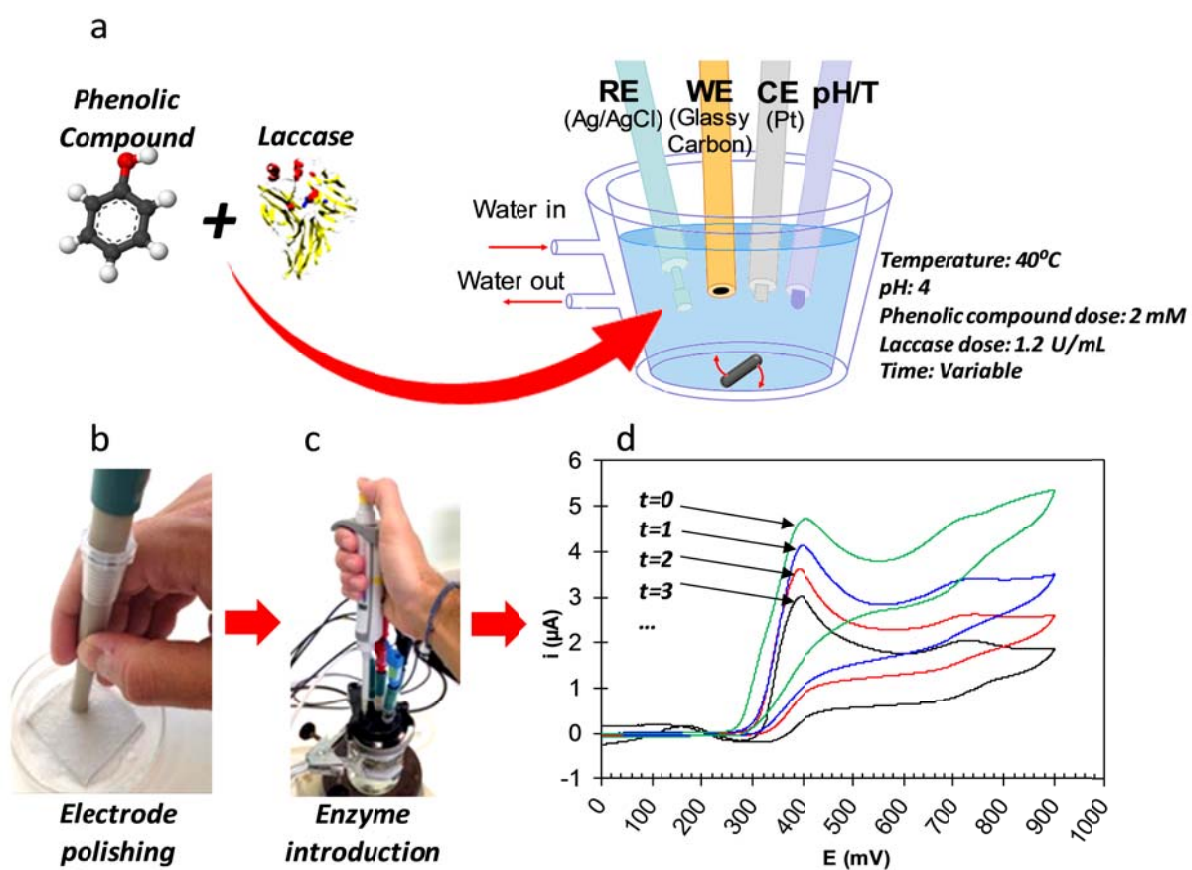 a
Phenolic
Compound
Laccase
+
RE
(Ag/AgCl)
WE
(Glassy
Carbon)
CE
(Pt)
pH/T
Water in
Water out
Temperature: 40⁰C
pH: 4
Phenolic compound dose: 2 mM
Laccase dose: 1.2 U/mL
Time: Variable
b
Electrode
polishing
c
Enzyme
introduction
d
6
5
4
3
2
1
0
-1
i (µA)
t=0
t=1
t=2
t=3
...
0
100
200
300
400
500
600
700
800
900
1000
E (mV)